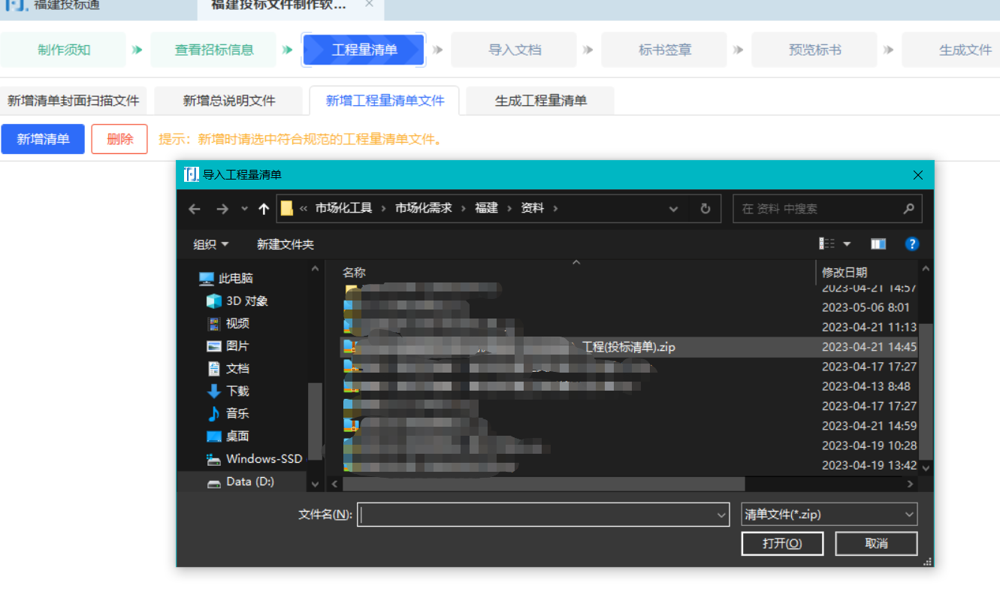 福建投标通 福建投标文件制作软...
制作须知 查看招标信息 工程量清单 导入文档 标书签章 预览标书 生成文件
新增清单封面扫描文件 新增总说明文件 新增工程量清单文件 生成工程量清单
新增清单 删除 提示：新增时请选中符合规范的工程量清单文件。
导入工程量清单
« 市场化工具 › 市场化需求 › 福建 › 资料 › 在 资料 中搜索
组织 新建文件夹
名称 修改日期
此电脑
3D 对象
视频
图片
文档
下载
音乐
桌面
Windows-SSD
Data (D:)
2023-04-21 14:57
2023-05-06 8:01
2023-04-21 11:13
工程(投标清单).zip 2023-04-21 14:45
2023-04-17 17:27
2023-04-13 8:48
2023-04-17 17:27
2023-04-21 14:59
2023-04-19 10:28
2023-04-19 13:42
文件名(N): 清单文件(*.zip)
打开(O) 取消